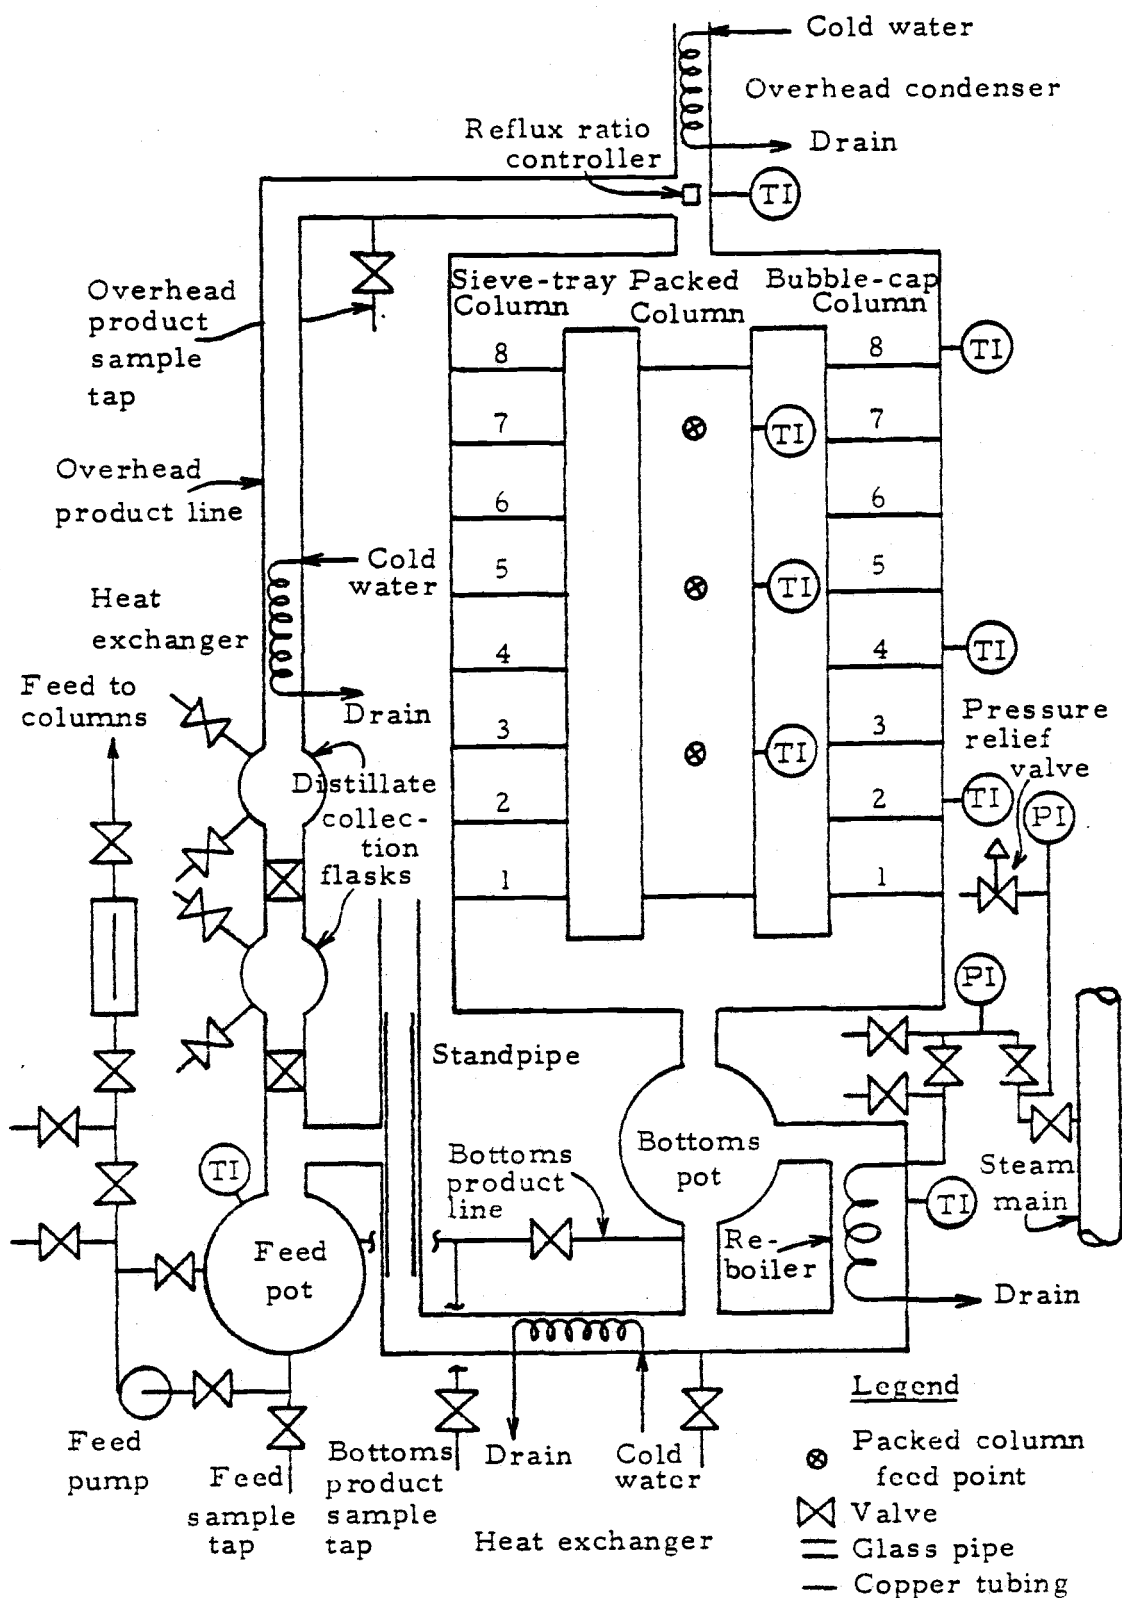 Cold water
Overhead condenser
Reflux ratio
controller
Drain
TI
Sieve-tray
Column
Packed
Column
Bubble-cap
Column
Overhead
product
sample
tap
8
8
TI
7
TI
7
Overhead
product line
6
6
Cold
water
5
TI
5
Heat
exchanger
4
4
TI
Feed to
columns
Drain
3
TI
3
Pressure
relief
valve
Distillate
collec-
tion
flasks
2
2
TI
PI
1
1
PI
Standpipe
TI
Bottoms
product
line
Bottoms
pot
Steam
main
TI
Feed
pot
Re-
boiler
Drain
Legend
Feed
pump
Feed
sample
tap
Bottoms
product
sample
tap
Drain
Cold
water
Heat exchanger
Packed column
feed point
Valve
Glass pipe
Copper tubing